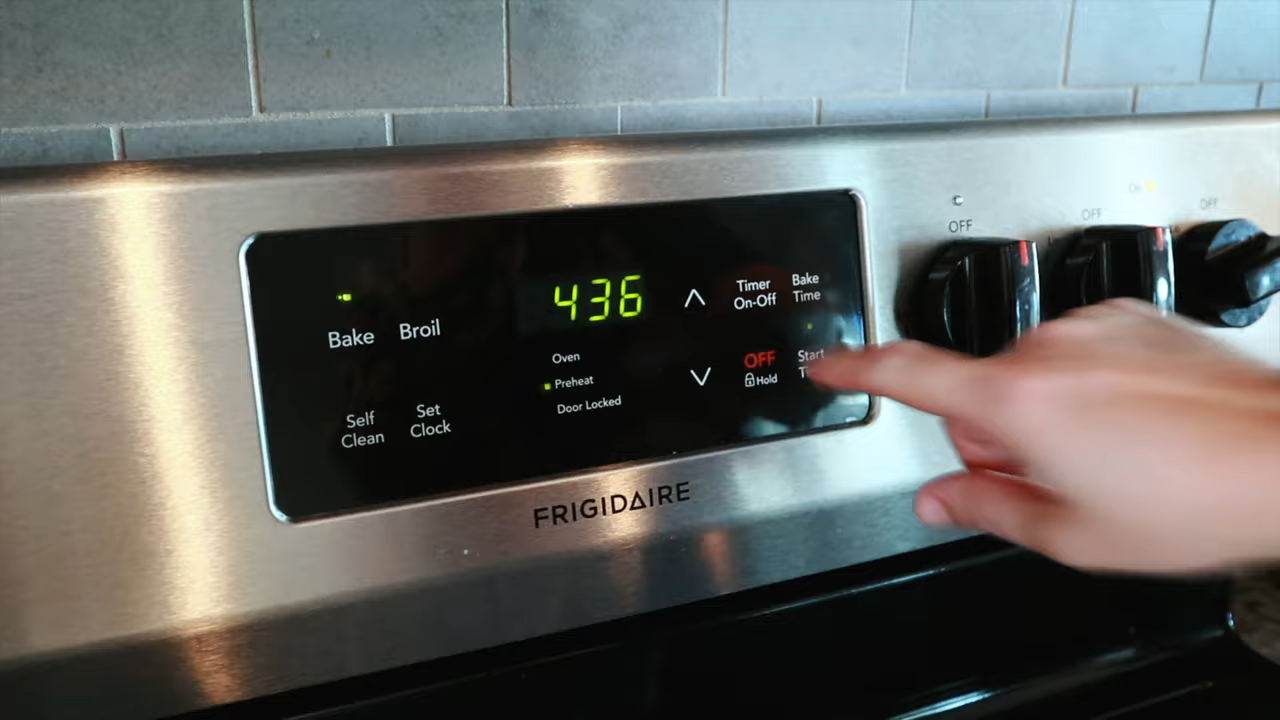 436
Bake
Broil
Timer
On-Off
Bake
Time
Oven
Preheat
Door Locked
OFF
Hold
Start
Self
Clean
Set
Clock
FRIGIDAIRE
OFF
On
OFF
OFF